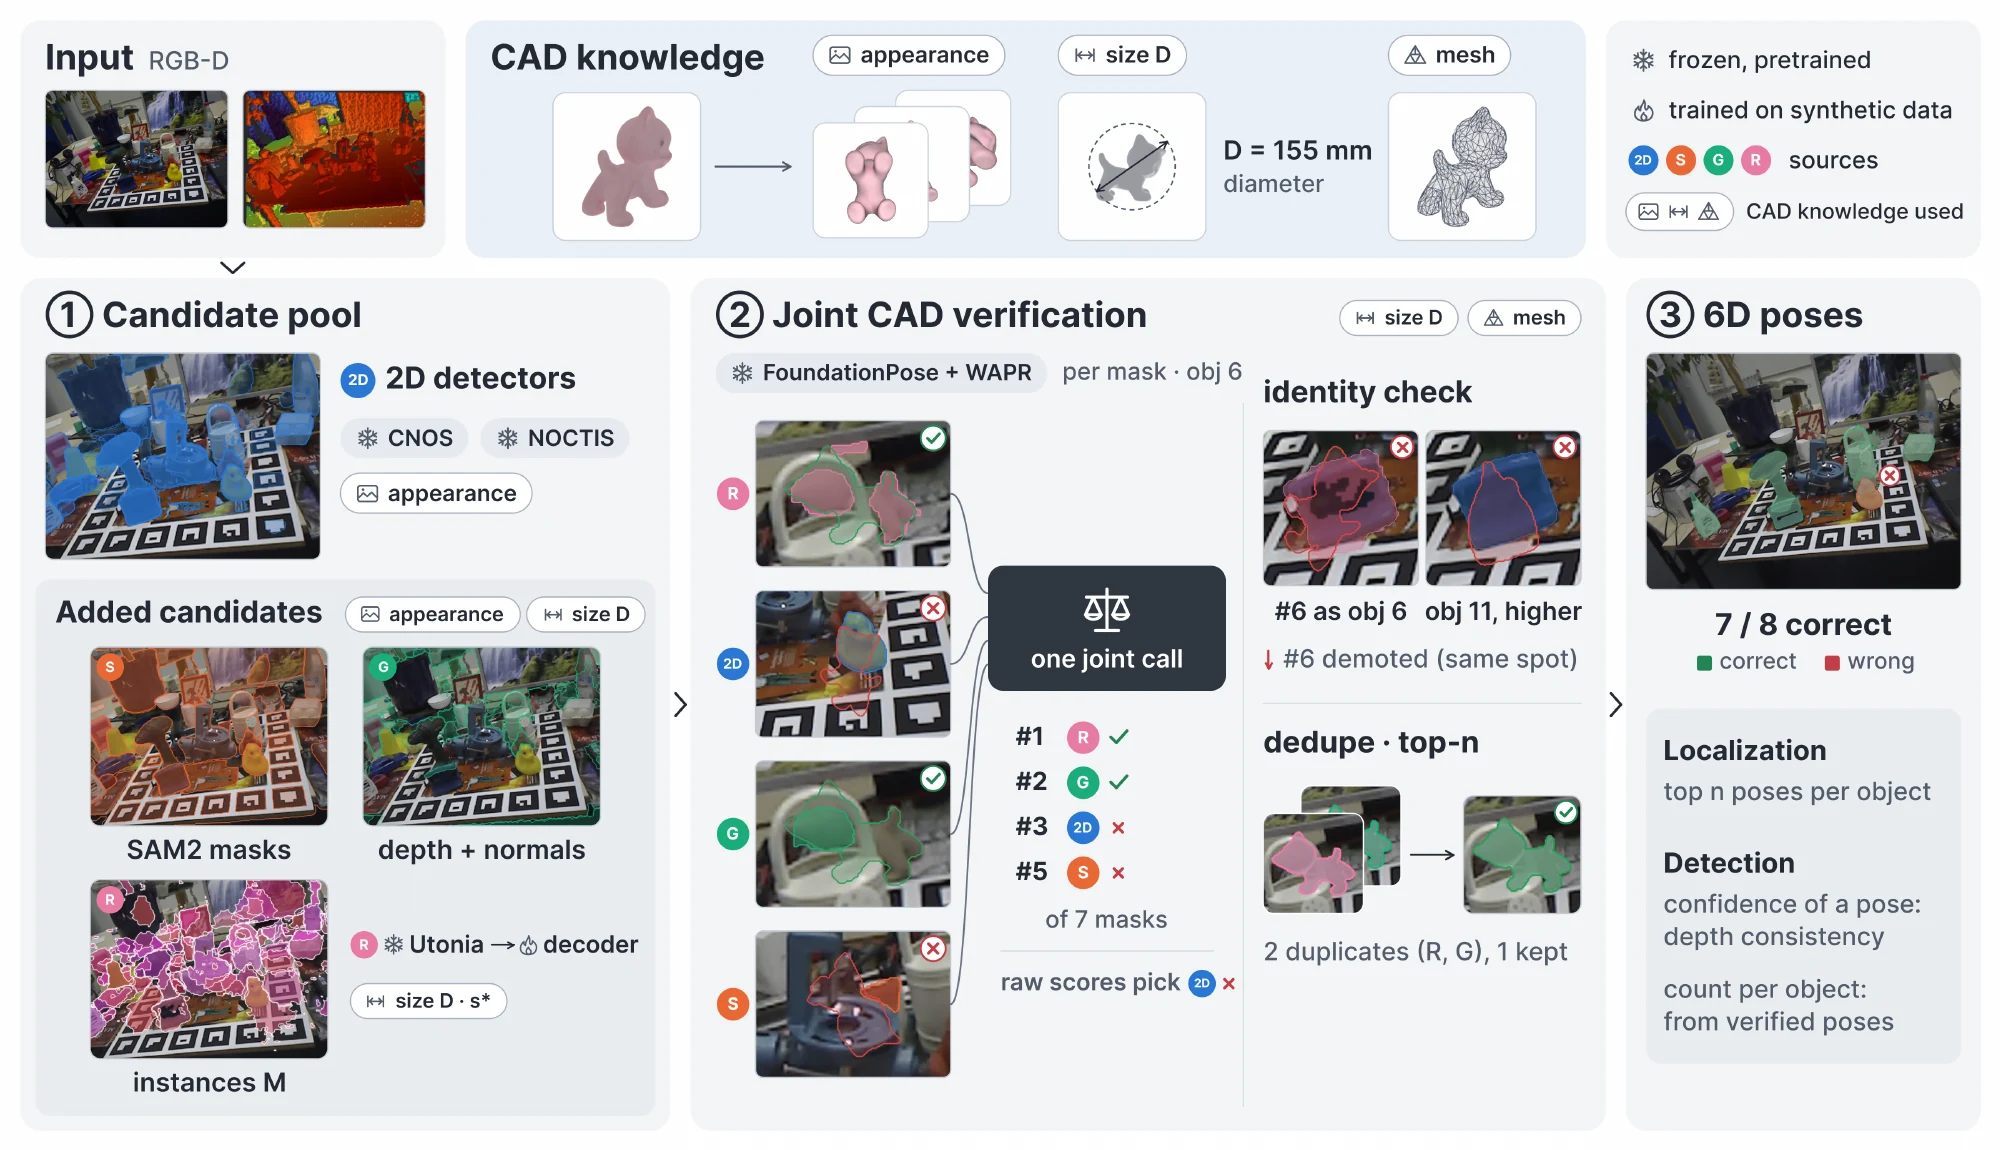 Input RGB-D
CAD knowledge
appearance
size D
mesh
D = 155 mm
diameter
frozen, pretrained
trained on synthetic data
2D S G R sources
CAD knowledge used
1 Candidate pool
2D 2D detectors
CNOS
NOCTIS
appearance
Added candidates
appearance
size D
S
G
SAM2 masks
depth + normals
R
R Utonia → decoder
size D · s*
instances M
2 Joint CAD verification
size D
mesh
FoundationPose + WAPR
per mask · obj 6
R
2D
G
S
one joint call
#1 R ✓
#2 G ✓
#3 2D ×
#5 S ×
of 7 masks
raw scores pick 2D ×
identity check
#6 as obj 6
obj 11, higher
↓ #6 demoted (same spot)
dedupe · top-n
2 duplicates (R, G), 1 kept
3 6D poses
7 / 8 correct
correct
wrong
Localization
top n poses per object
Detection
confidence of a pose:
depth consistency
count per object:
from verified poses